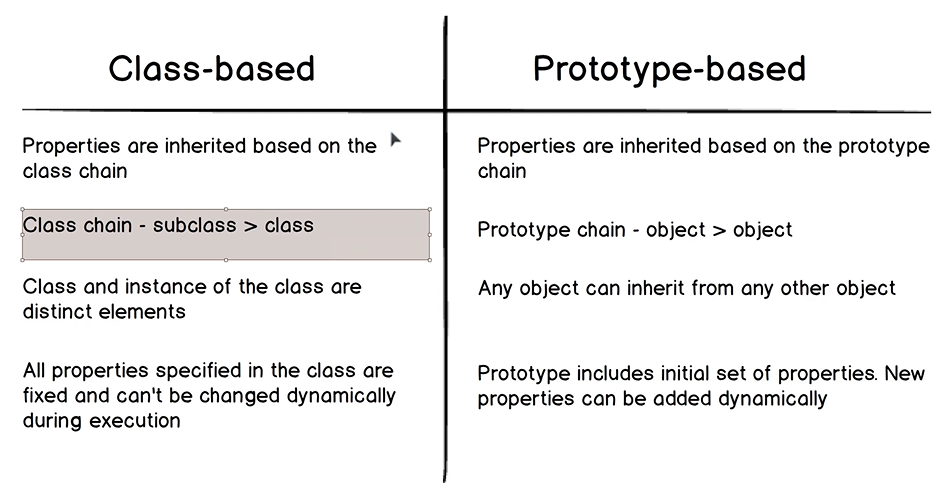 Class-based
Properties are inherited based on the
class chain
Class chain - subclass > class
Class and instance of the class are
distinct elements
All properties specified in the class are
fixed and can't be changed dynamically
during execution
Prototype-based
Properties are inherited based on the prototype
chain
Prototype chain - object > object
Any object can inherit from any other object
Prototype includes initial set of properties. New
properties can be added dynamically